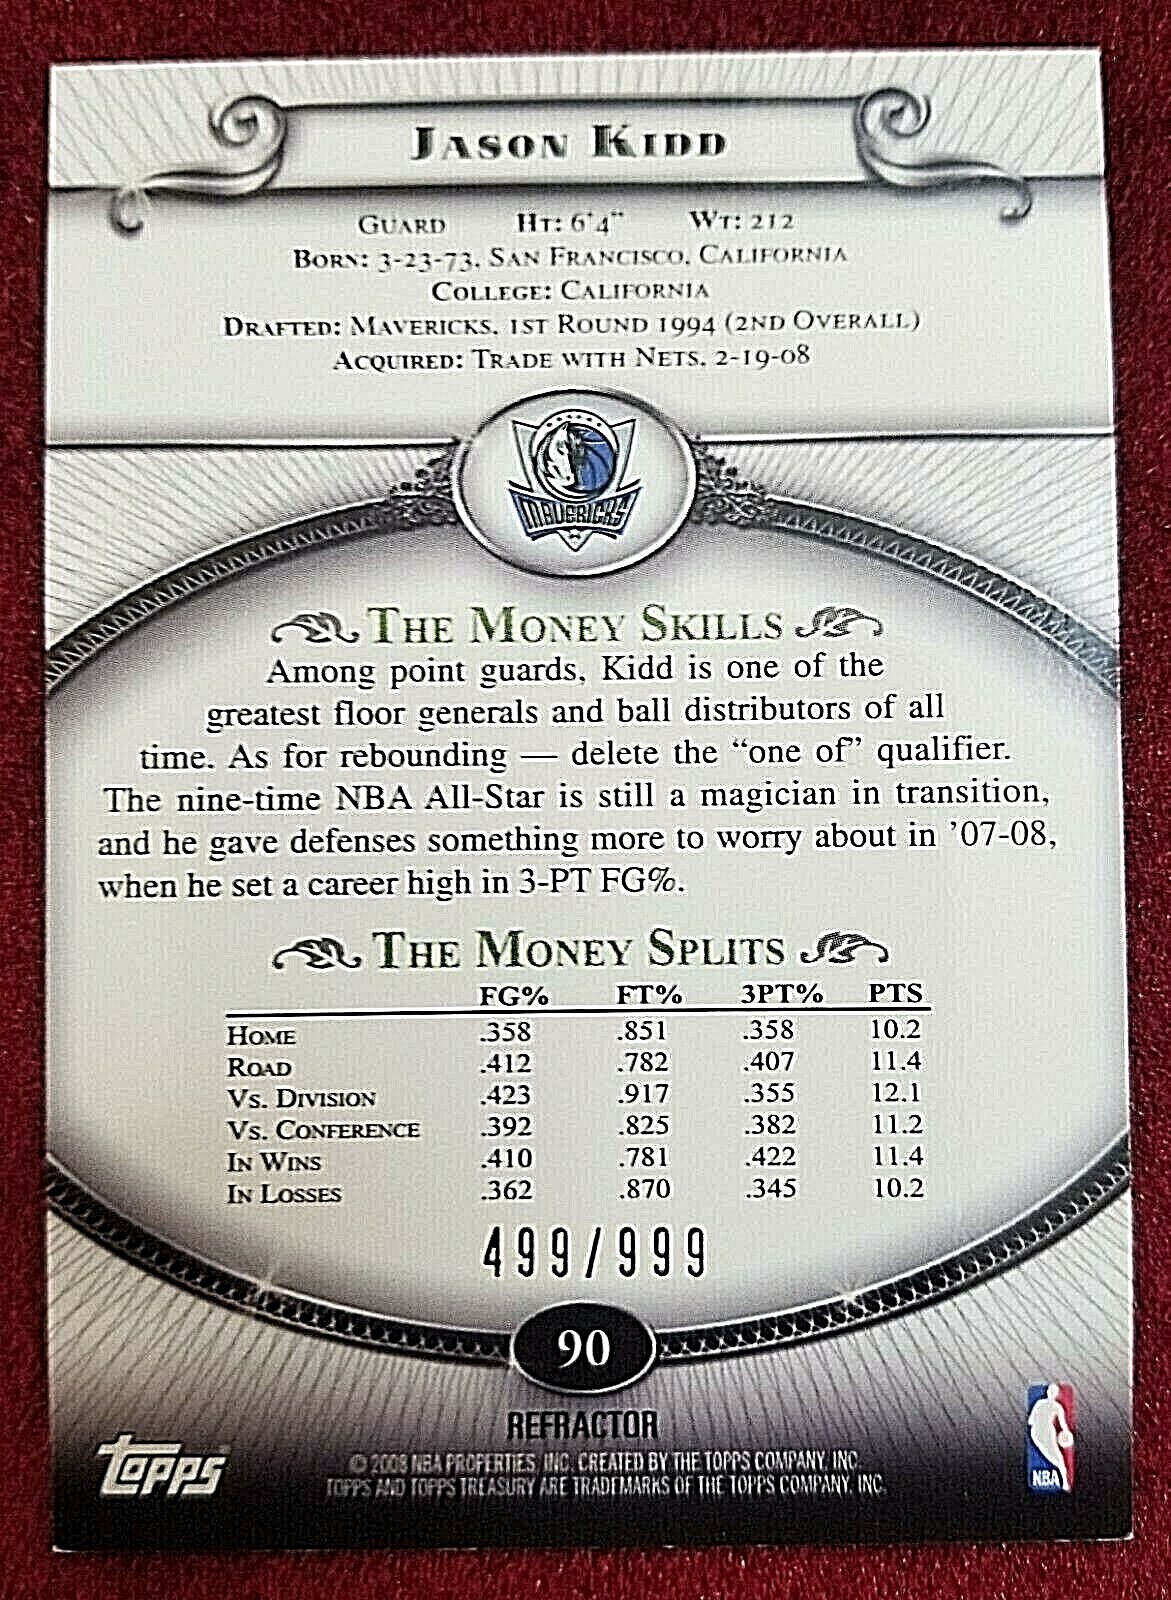 JASON KIDD
GUARD HT: 6'4" WT: 212
BORN: 3-23-73, SAN FRANCISCO, CALIFORNIA
COLLEGE: CALIFORNIA
DRAFTED: MAVERICKS, 1ST ROUND 1994 (2ND OVERALL)
ACQUIRED: TRADE WITH NETS, 2-19-08
MAVERICKS
THE MONEY SKILLS
Among point guards, Kidd is one of the
greatest floor generals and ball distributors of all
time. As for rebounding — delete the “one of” qualifier.
The nine-time NBA All-Star is still a magician in transition,
and he gave defenses something more to worry about in ’07-08,
when he set a career high in 3-PT FG%.
THE MONEY SPLITS
FG% FT% 3PT% PTS
HOME .358 .851 .358 10.2
ROAD .412 .782 .407 11.4
VS. DIVISION .423 .917 .355 12.1
VS. CONFERENCE .392 .825 .382 11.2
IN WINS .410 .781 .422 11.4
IN LOSSES .362 .870 .345 10.2
499/999
90
REFRACTOR
© 2008 NBA PROPERTIES, INC. CREATED BY THE TOPPS COMPANY, INC.
TOPPS AND TOPPS TREASURY ARE TRADEMARKS OF THE TOPPS COMPANY, INC.
Topps
NBA